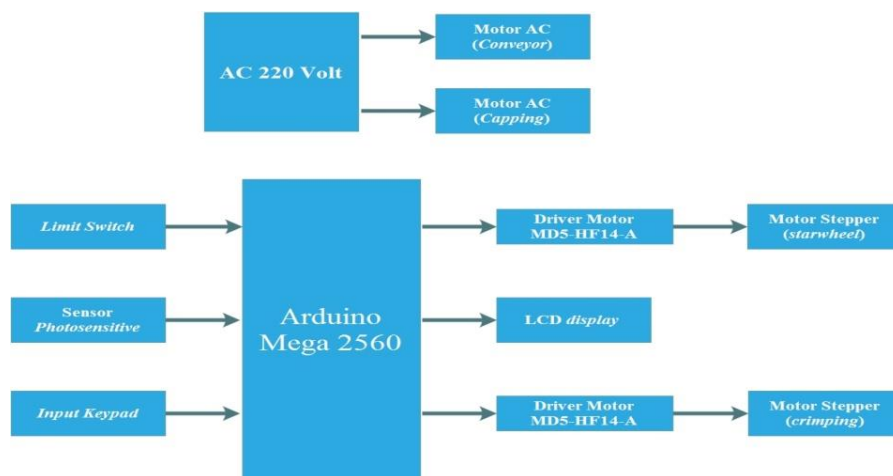 AC 220 Volt
Motor AC
(Conveyor)
Motor AC
(Capping)
Limit Switch
Sensor
Photosensitive
Input Keypad
Arduino
Mega 2560
Driver Motor
MD5-HF14-A
Motor Stepper
(starwheel)
LCD display
Driver Motor
MD5-HF14-A
Motor Stepper
(crimping)